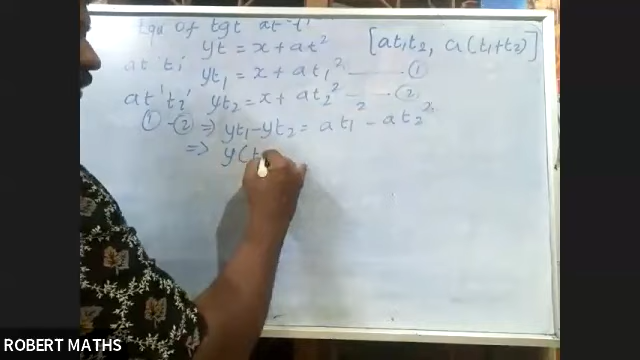 Equ of tgt at 't'
yt = x + at² [at₁t₂, a(t₁+t₂)]
at 't₁' yt₁ = x + at₁² —— ①
at 't₂' yt₂ = x + at₂² — ②
① - ② ⇒ yt₁ - yt₂ = at₁² - at₂²
⇒ y(t
ROBERT MATHS